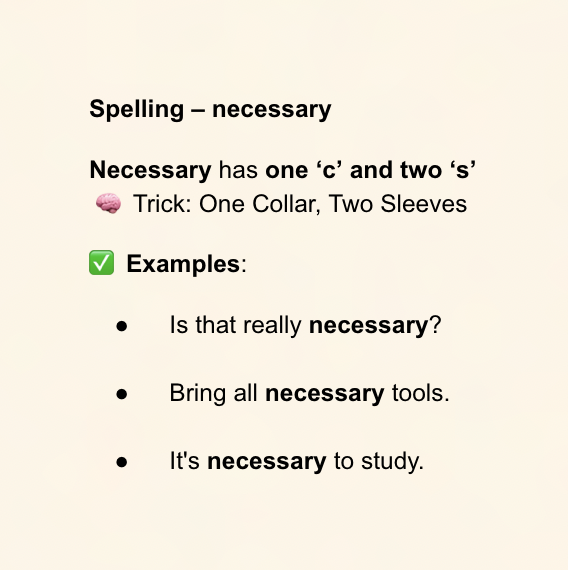 Spelling – necessary
Necessary has one ‘c’ and two ‘s’
🧠 Trick: One Collar, Two Sleeves
✅ Examples:
● Is that really necessary?
● Bring all necessary tools.
● It's necessary to study.